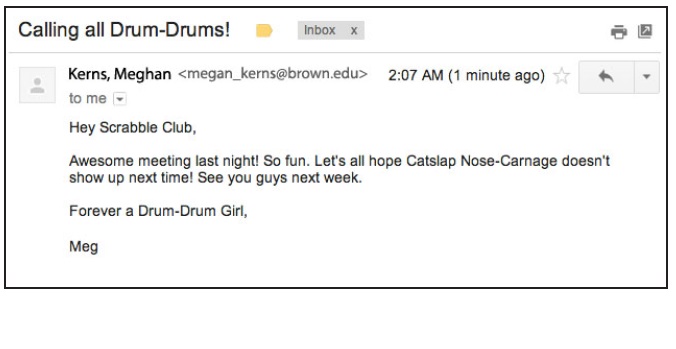 Calling all Drum-Drums! Inbox x
Kerns, Meghan <megan_kerns@brown.edu> 2:07 AM (1 minute ago)
to me
Hey Scrabble Club,
Awesome meeting last night! So fun. Let's all hope Catslap Nose-Carnage doesn't
show up next time! See you guys next week.
Forever a Drum-Drum Girl,
Meg